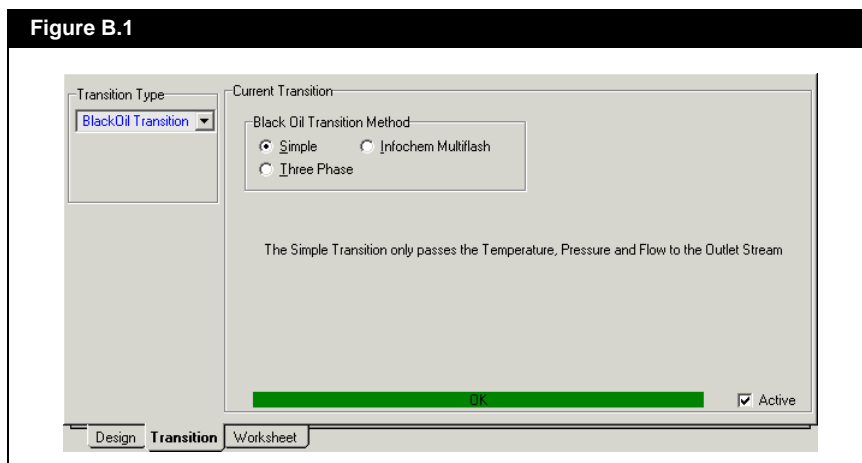 Figure B.1
Transition Type
BlackOil Transition
Current Transition
Black Oil Transition Method
Simple
Infochem Multiflash
Three Phase
The Simple Transition only passes the Temperature, Pressure and Flow to the Outlet Stream
OK
Active
Design
Transition
Worksheet